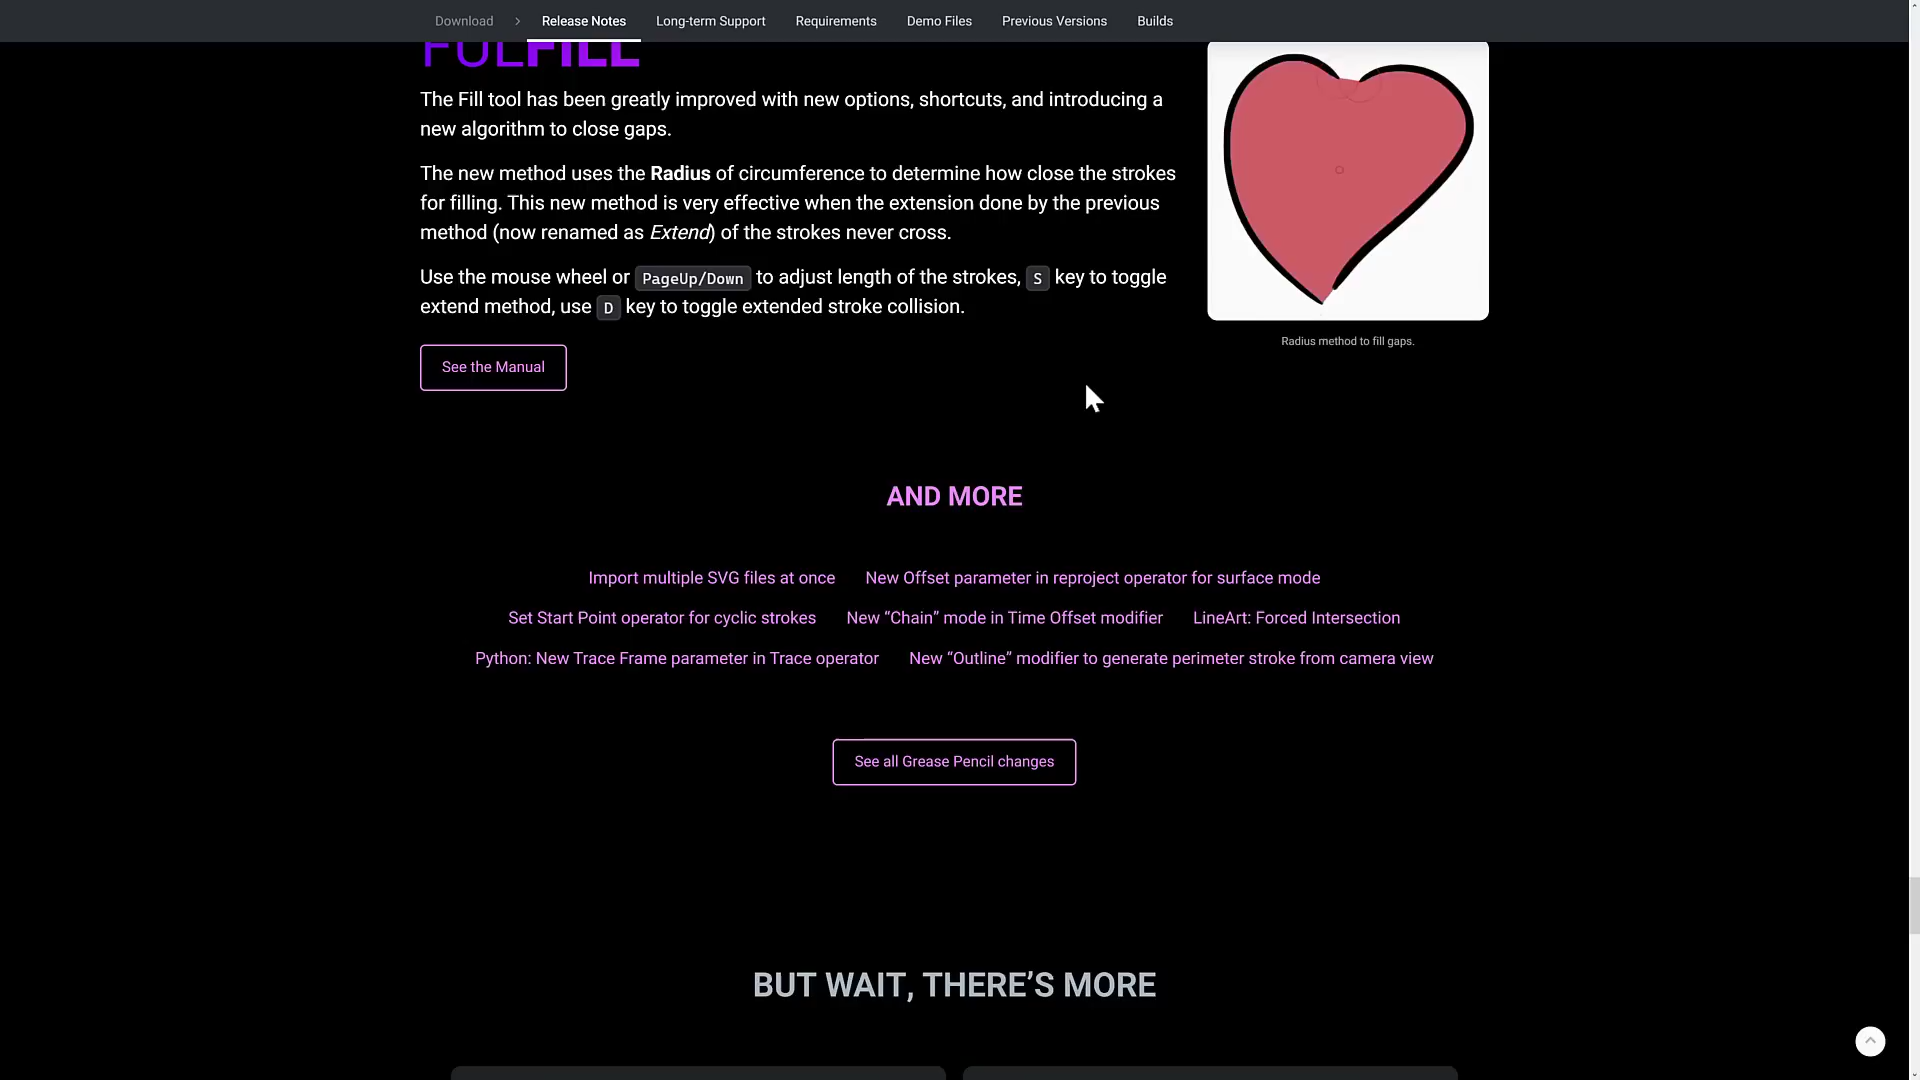 Download > Release Notes Long-term Support Requirements Demo Files Previous Versions Builds
FULFILL
The Fill tool has been greatly improved with new options, shortcuts, and introducing a
new algorithm to close gaps.
The new method uses the Radius of circumference to determine how close the strokes
for filling. This new method is very effective when the extension done by the previous
method (now renamed as Extend) of the strokes never cross.
Use the mouse wheel or PageUp/Down to adjust length of the strokes, S key to toggle
extend method, use D key to toggle extended stroke collision.
See the Manual
Radius method to fill gaps.
AND MORE
Import multiple SVG files at once New Offset parameter in reproject operator for surface mode
Set Start Point operator for cyclic strokes New “Chain” mode in Time Offset modifier LineArt: Forced Intersection
Python: New Trace Frame parameter in Trace operator New “Outline” modifier to generate perimeter stroke from camera view
See all Grease Pencil changes
BUT WAIT, THERE’S MORE